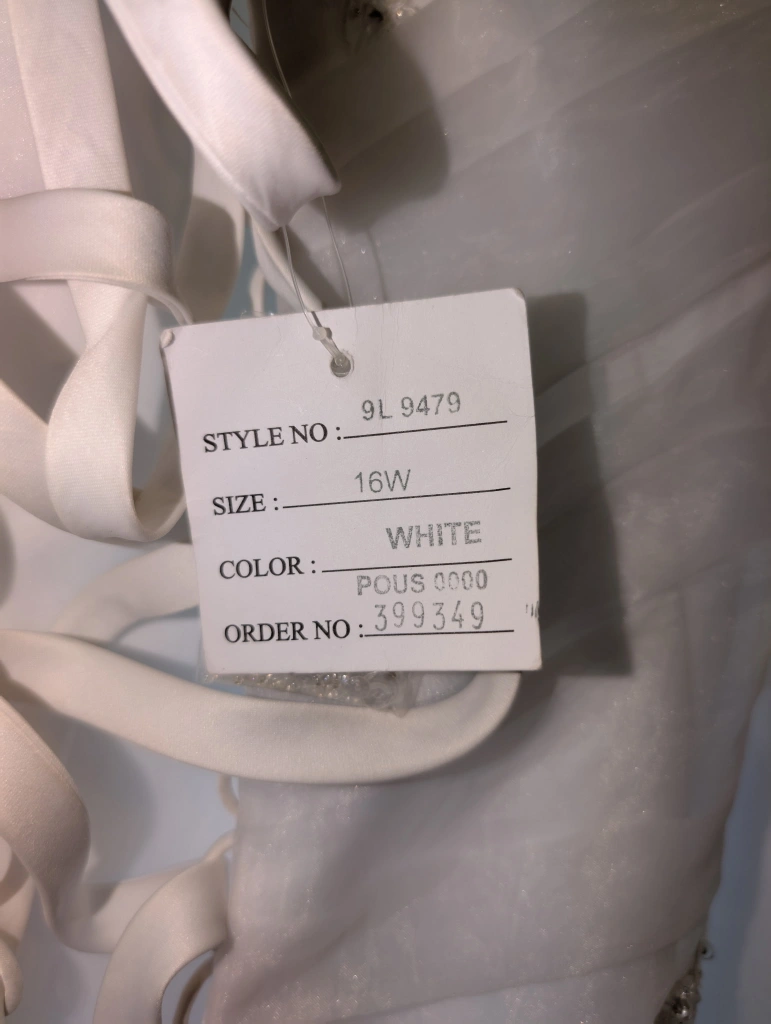 STYLE NO : 9L 9479
SIZE : 16W
COLOR : WHITE
POUS 0000
ORDER NO : 399349